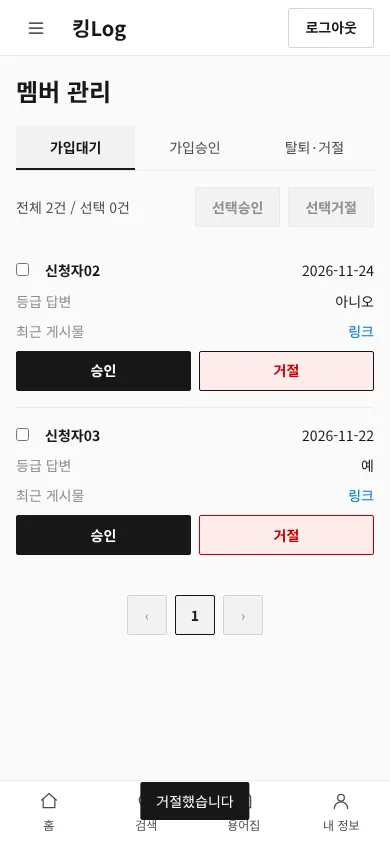 킹Log
로그아웃
멤버 관리
가입대기 가입승인 탈퇴·거절
전체 2건 / 선택 0건 선택승인 선택거절
신청자02 2026-11-24
등급 답변 아니오
최근 게시물 링크
승인 거절
신청자03 2026-11-22
등급 답변 예
최근 게시물 링크
승인 거절
‹ 1 ›
거절했습니다
홈 검색 용어집 내 정보